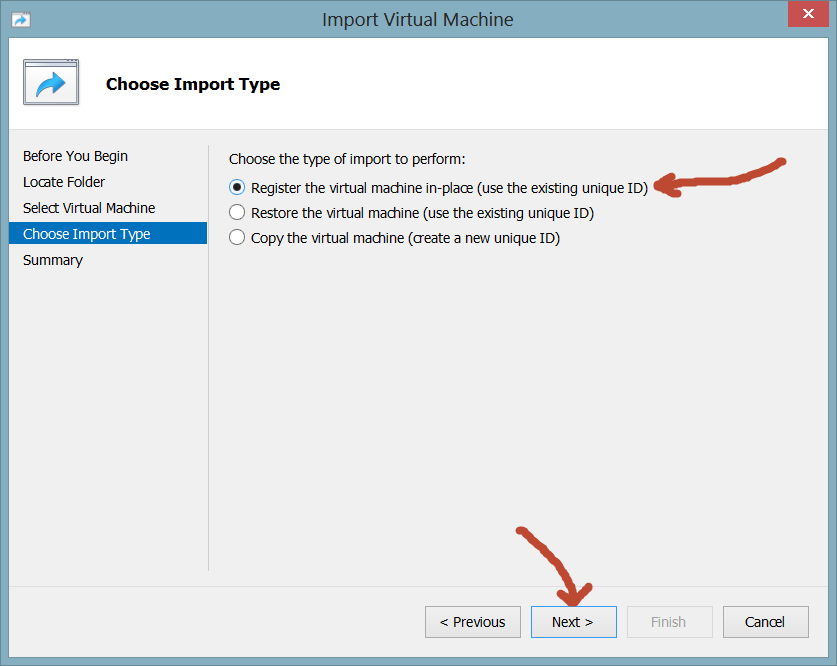 Import Virtual Machine
Choose Import Type
Before You Begin
Locate Folder
Select Virtual Machine
Choose Import Type
Summary
Choose the type of import to perform:
Register the virtual machine in-place (use the existing unique ID)
Restore the virtual machine (use the existing unique ID)
Copy the virtual machine (create a new unique ID)
< Previous
Next >
Finish
Cancel